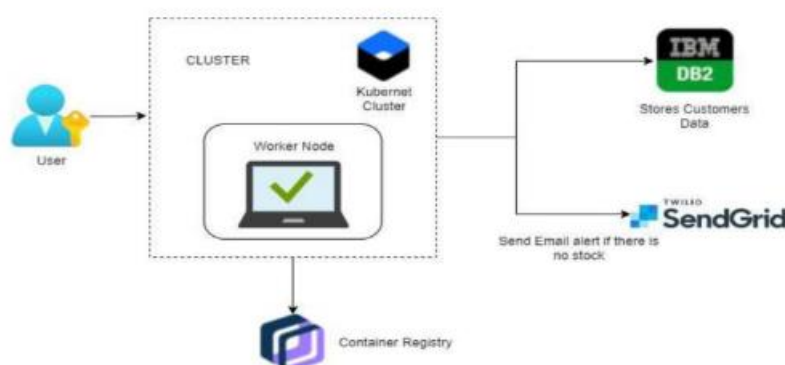 CLUSTER
Kubernet
Cluster
User
Worker Node
IBM
DB2
Stores Customers
Data
TWILIO
SendGrid
Send Email alert if there is
no stock
Container Registry